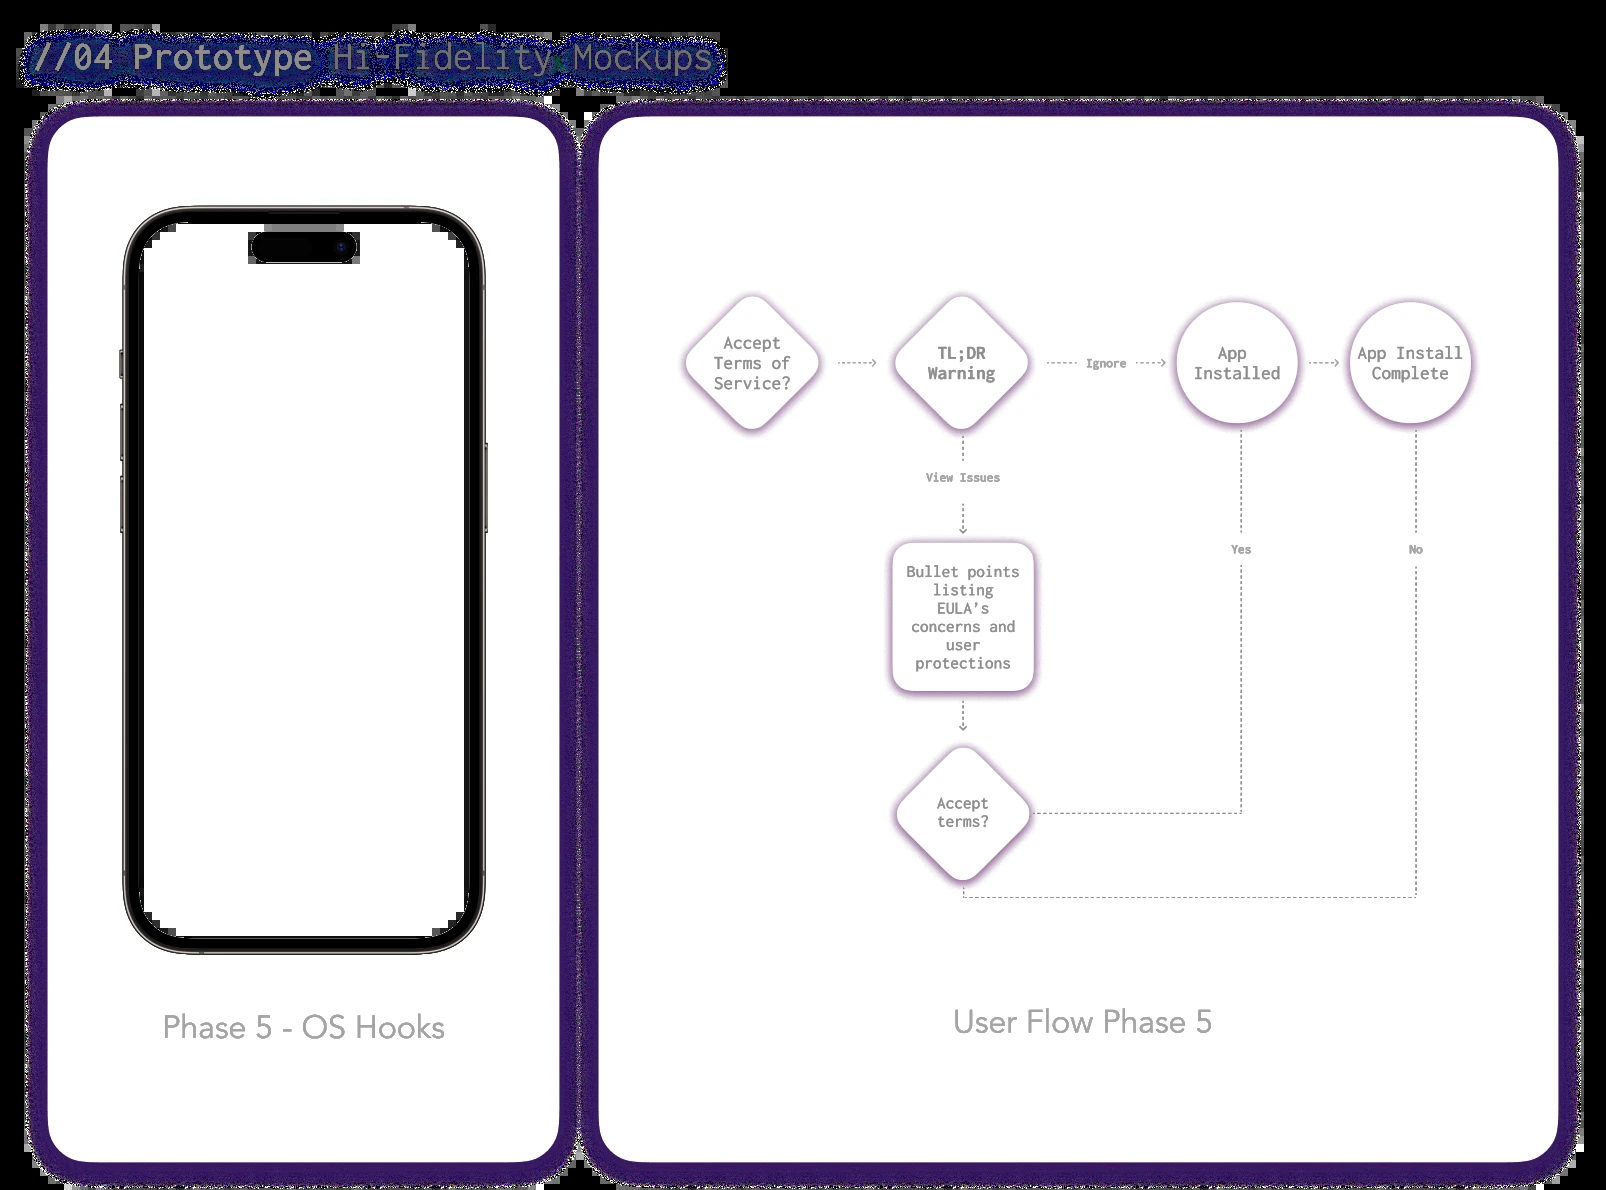 //04 Prototype Hi-Fidelity Mockups
Accept
Terms of
Service?
TL;DR
Warning
Ignore
App
Installed
App Install
Complete
View Issues
Yes
No
Bullet points
listing
EULA's
concerns and
user
protections
Accept
terms?
Phase 5 - OS Hooks
User Flow Phase 5